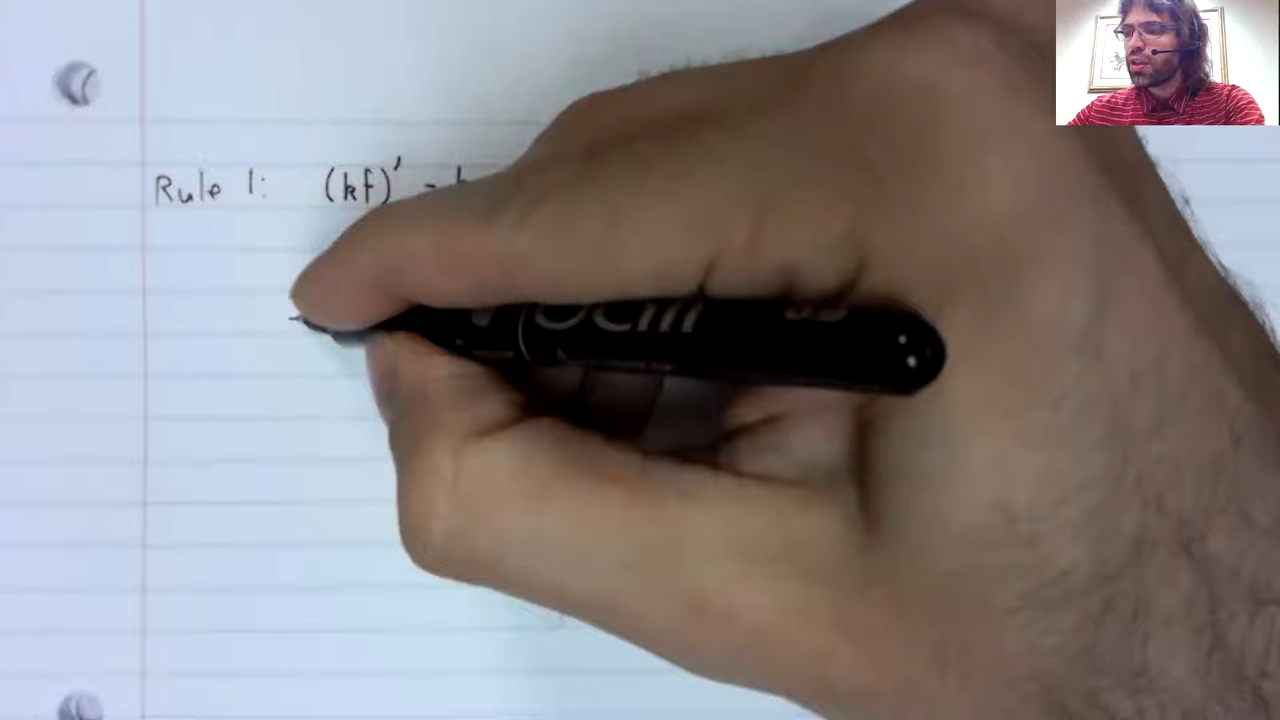 Rule 1: (kf)' =